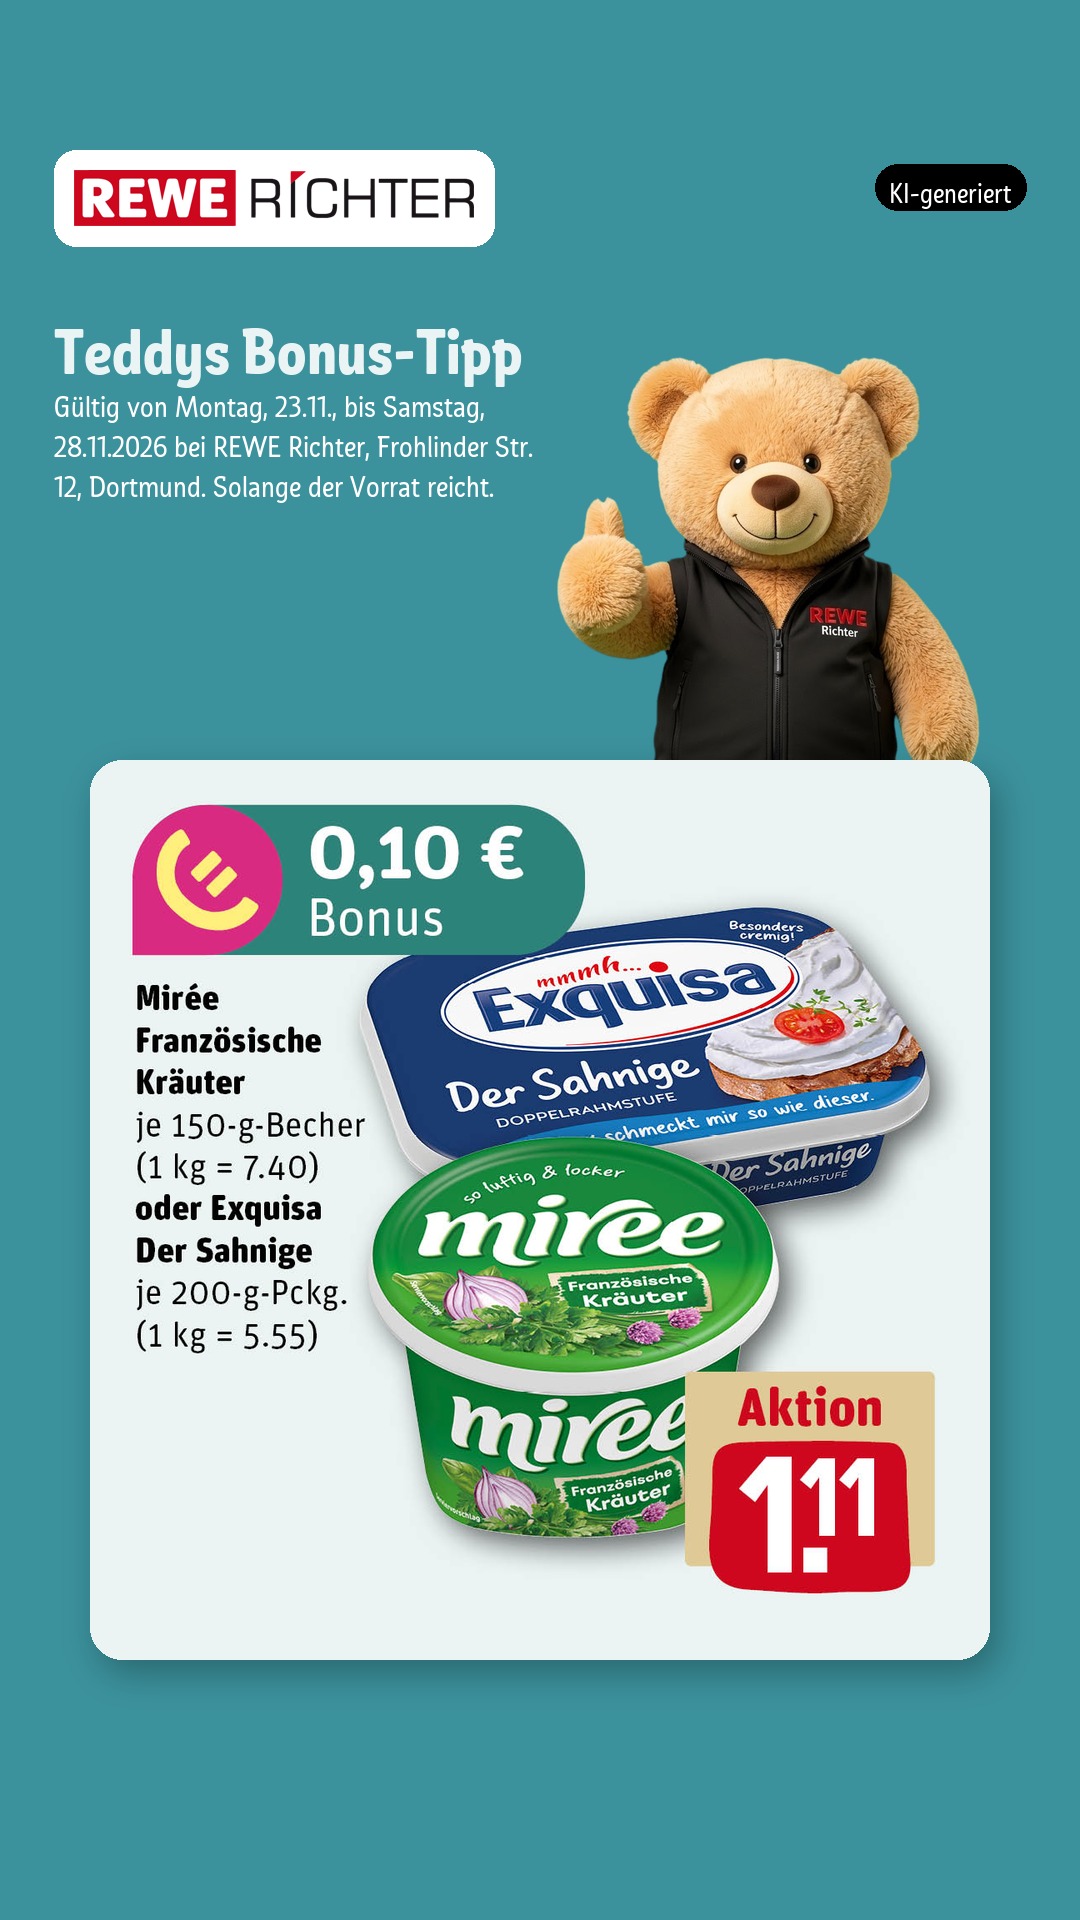 REWE RICHTER
KI-generiert
Teddys Bonus-Tipp
Gültig von Montag, 23.11., bis Samstag,
28.11.2026 bei REWE Richter, Frohlinder Str.
12, Dortmund. Solange der Vorrat reicht.
REWE
Richter
0,10 €
Bonus
Mirée
Französische
Kräuter
je 150-g-Becher
(1 kg = 7.40)
oder Exquisa
Der Sahnige
je 200-g-Pckg.
(1 kg = 5.55)
Besonders
cremig!
mmmh...
Exquisa
Der Sahnige
DOPPELRAHMSTUFE
schmeckt mir so wie dieser.
Der Sahnige
DOPPELRAHMSTUFE
so luftig & locker
mirée
Französische
Kräuter
Serviervorschlag
mirée
Französische
Kräuter
Serviervorschlag
Aktion
1.11